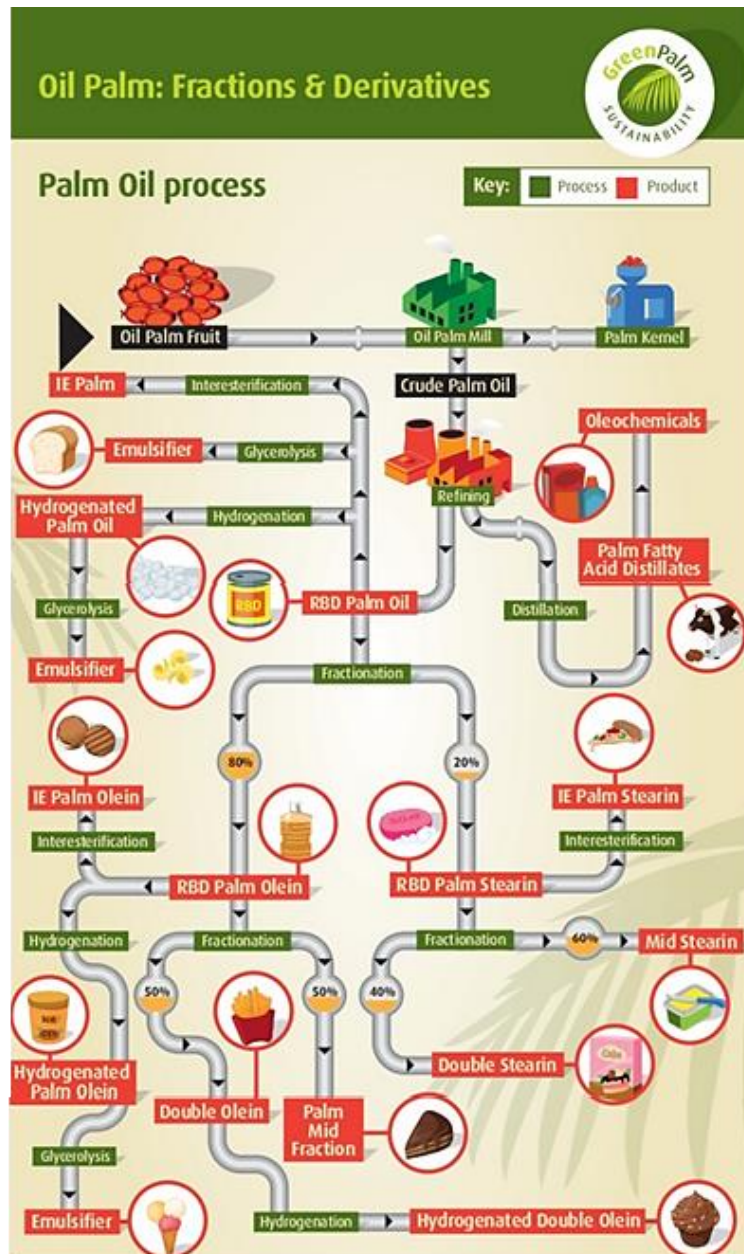 Oil Palm: Fractions & Derivatives
GreenPalm
SUSTAINABILITY
Palm Oil process
Key:
Process
Product
Oil Palm Fruit
Oil Palm Mill
Palm Kernel
IE Palm
Interesterification
Crude Palm Oil
Oleochemicals
Emulsifier
Glycerolysis
Refining
Hydrogenated
Palm Oil
Hydrogenation
RBD
RBD Palm Oil
Palm Fatty
Acid Distillates
Glycerolysis
Distillation
Emulsifier
Fractionation
80%
20%
IE Palm Olein
IE Palm Stearin
Interesterification
Interesterification
RBD Palm Olein
RBD Palm Stearin
Hydrogenation
Fractionation
Fractionation
60%
Mid Stearin
50%
50%
40%
Hydrogenated
Palm Olein
Double Olein
Palm
Mid
Fraction
Double Stearin
Glycerolysis
Emulsifier
Hydrogenation
Hydrogenated Double Olein